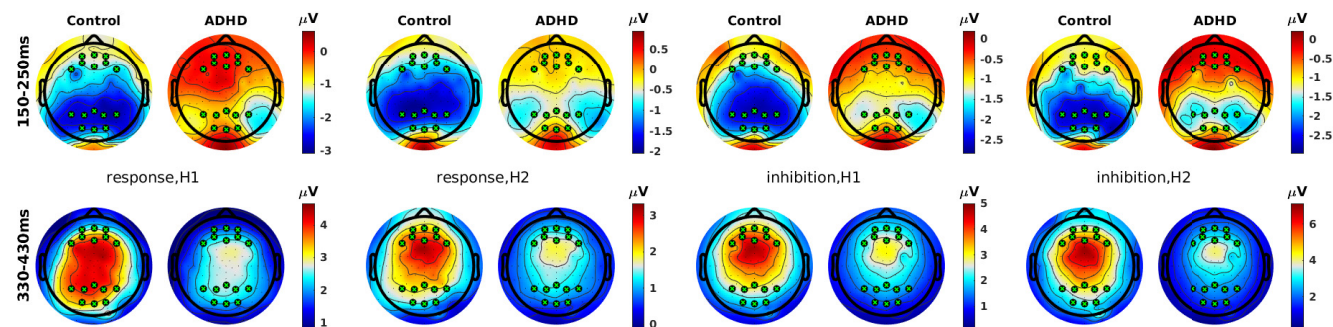 Control ADHD μV Control ADHD μV Control ADHD μV Control ADHD μV
150-250ms
0 -1 -2 -3
0.5 0 -0.5 -1 -1.5 -2
0 -0.5 -1 -1.5 -2 -2.5
0 -0.5 -1 -1.5 -2 -2.5
response,H1 response,H2 inhibition,H1 inhibition,H2
μV μV μV μV
330-430ms
4 3 2 1
3 2 1 0
5 4 3 2 1
6 4 2